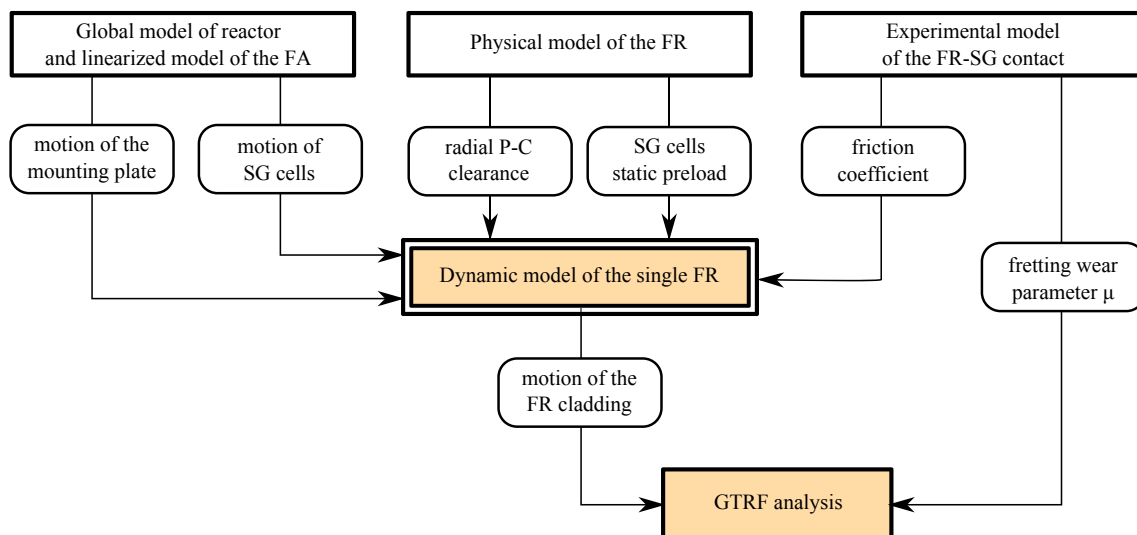 Global model of reactor
and linearized model of the FA
Physical model of the FR
Experimental model
of the FR-SG contact
motion of the
mounting plate
motion of
SG cells
radial P-C
clearance
SG cells
static preload
friction
coefficient
Dynamic model of the single FR
fretting wear
parameter μ
motion of the
FR cladding
GTRF analysis